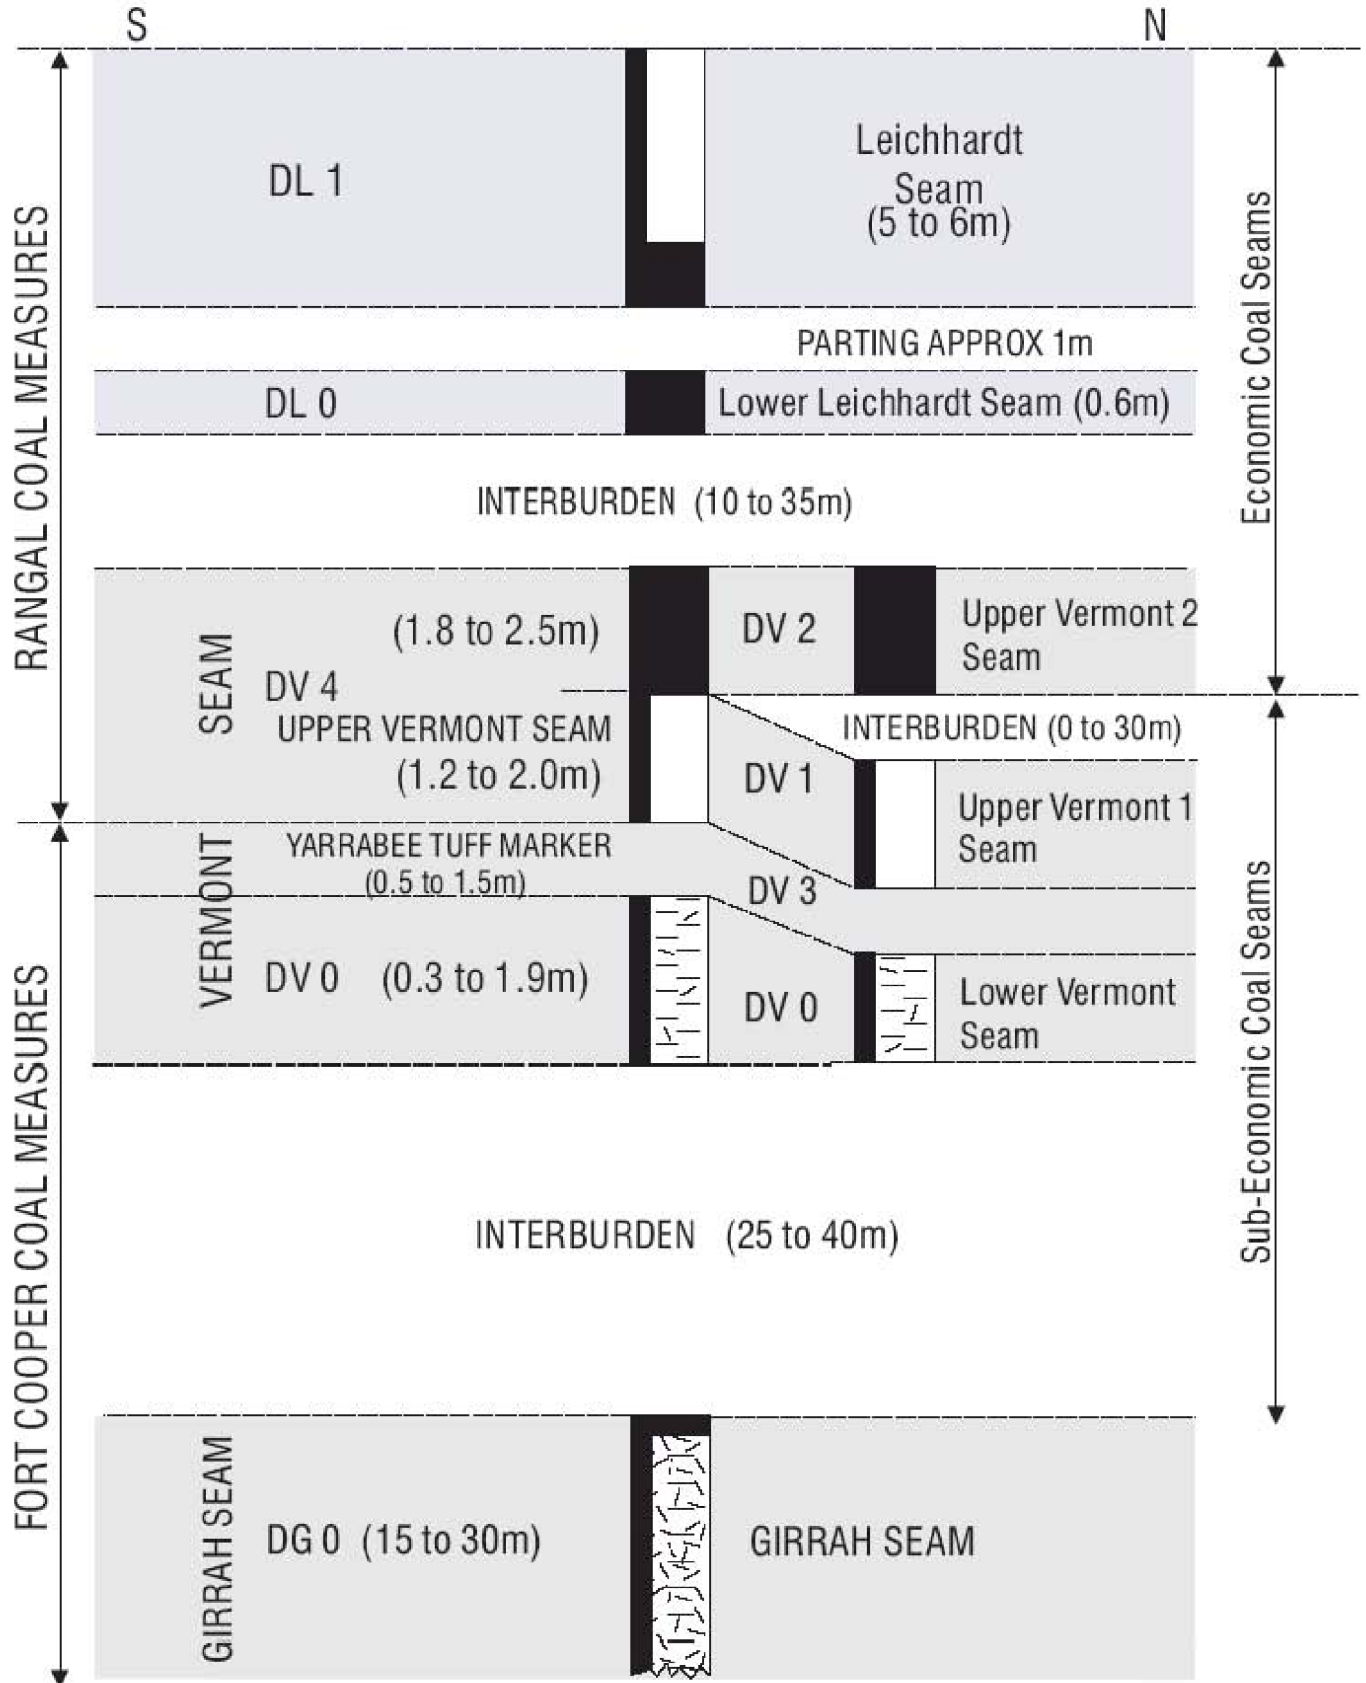 S
N
RANGAL COAL MEASURES
DL 1
Leichhardt
Seam
(5 to 6m)
Economic Coal Seams
PARTING APPROX 1m
DL 0
Lower Leichhardt Seam (0.6m)
INTERBURDEN (10 to 35m)
VERMONT SEAM
(1.8 to 2.5m)
DV 4
UPPER VERMONT SEAM
(1.2 to 2.0m)
DV 2
Upper Vermont 2
Seam
INTERBURDEN (0 to 30m)
DV 1
Upper Vermont 1
Seam
FORT COOPER COAL MEASURES
YARRABEE TUFF MARKER
(0.5 to 1.5m)
DV 3
Sub-Economic Coal Seams
DV 0 (0.3 to 1.9m)
DV 0
Lower Vermont
Seam
INTERBURDEN (25 to 40m)
GIRRAH SEAM
DG 0 (15 to 30m)
GIRRAH SEAM